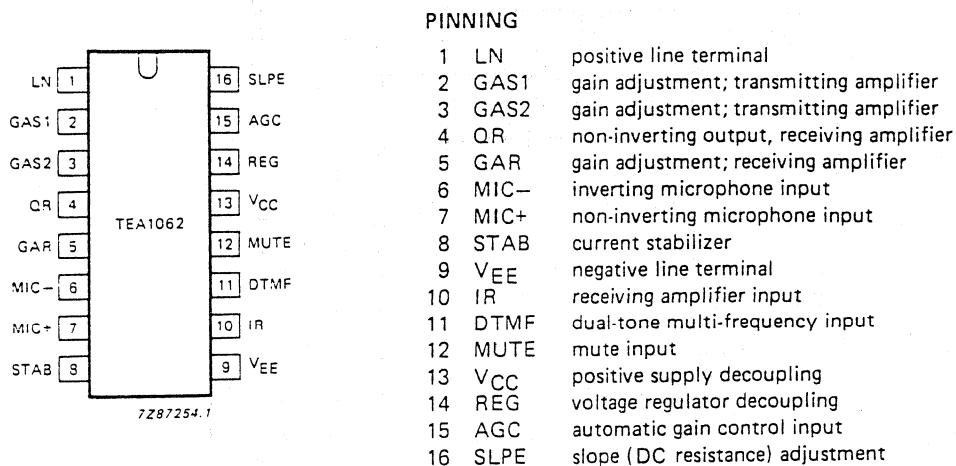 PINNING
LN 1
GAS1 2
GAS2 3
QR 4
GAR 5
MIC− 6
MIC+ 7
STAB 8
TEA1062
16 SLPE
15 AGC
14 REG
13 VCC
12 MUTE
11 DTMF
10 IR
9 VEE
7Z87254.1
1 LN positive line terminal
2 GAS1 gain adjustment; transmitting amplifier
3 GAS2 gain adjustment; transmitting amplifier
4 QR non-inverting output, receiving amplifier
5 GAR gain adjustment; receiving amplifier
6 MIC− inverting microphone input
7 MIC+ non-inverting microphone input
8 STAB current stabilizer
9 VEE negative line terminal
10 IR receiving amplifier input
11 DTMF dual-tone multi-frequency input
12 MUTE mute input
13 VCC positive supply decoupling
14 REG voltage regulator decoupling
15 AGC automatic gain control input
16 SLPE slope (DC resistance) adjustment